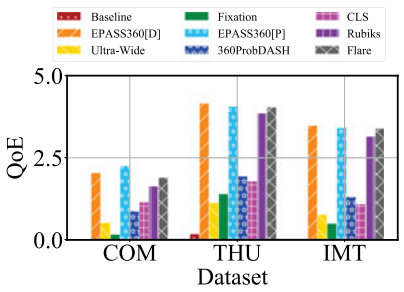 Baseline Fixation CLS
EPASS360[D] EPASS360[P] Rubiks
Ultra-Wide 360ProbDASH Flare
5.0
2.5
0.0
QoE
COM THU IMT
Dataset